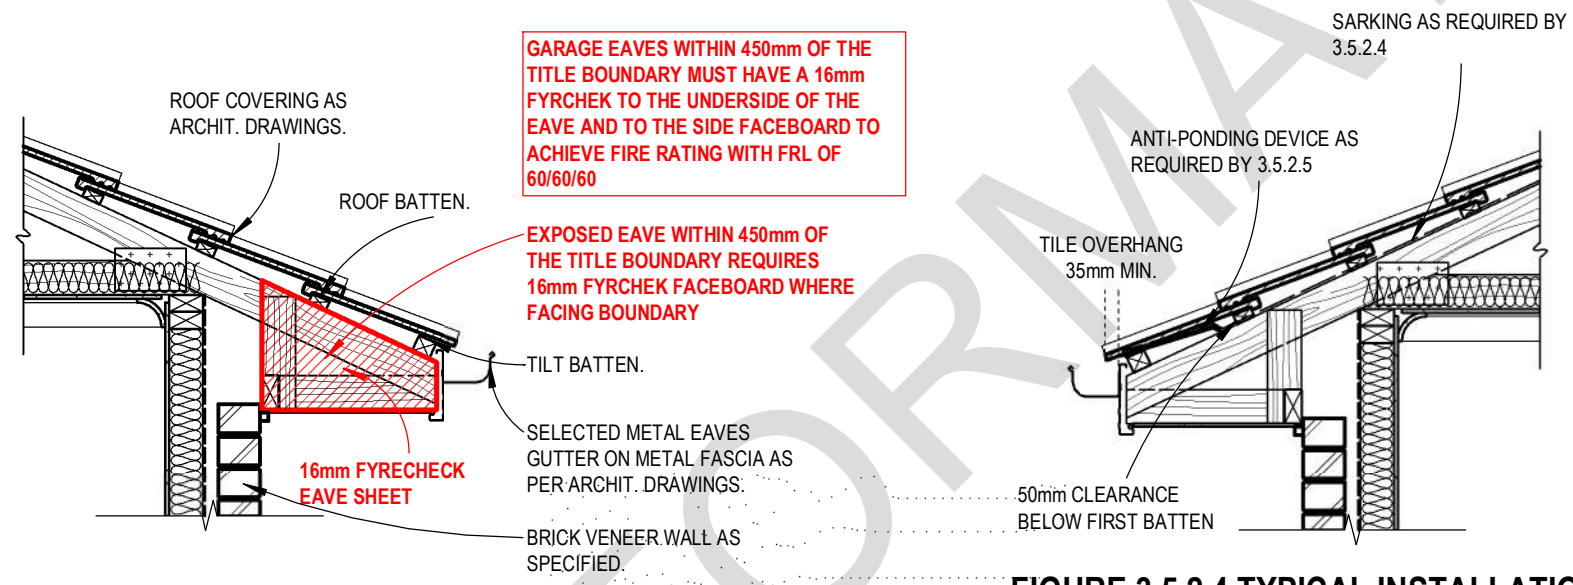 ROOF COVERING AS
ARCHIT. DRAWINGS.
ROOF BATTEN.
GARAGE EAVES WITHIN 450mm OF THE
TITLE BOUNDARY MUST HAVE A 16mm
FYRCHEK TO THE UNDERSIDE OF THE
EAVE AND TO THE SIDE FACEBOARD TO
ACHIEVE FIRE RATING WITH FRL OF
60/60/60
EXPOSED EAVE WITHIN 450mm OF
THE TITLE BOUNDARY REQUIRES
16mm FYRCHEK FACEBOARD WHERE
FACING BOUNDARY
TILT BATTEN.
SELECTED METAL EAVES
GUTTER ON METAL FASCIA AS
PER ARCHIT. DRAWINGS.
16mm FYRECHECK
EAVE SHEET
BRICK VENEER WALL AS
SPECIFIED.
SARKING AS REQUIRED BY
3.5.2.4
ANTI-PONDING DEVICE AS
REQUIRED BY 3.5.2.5
TILE OVERHANG
35mm MIN.
50mm CLEARANCE
BELOW FIRST BATTEN
FORMA